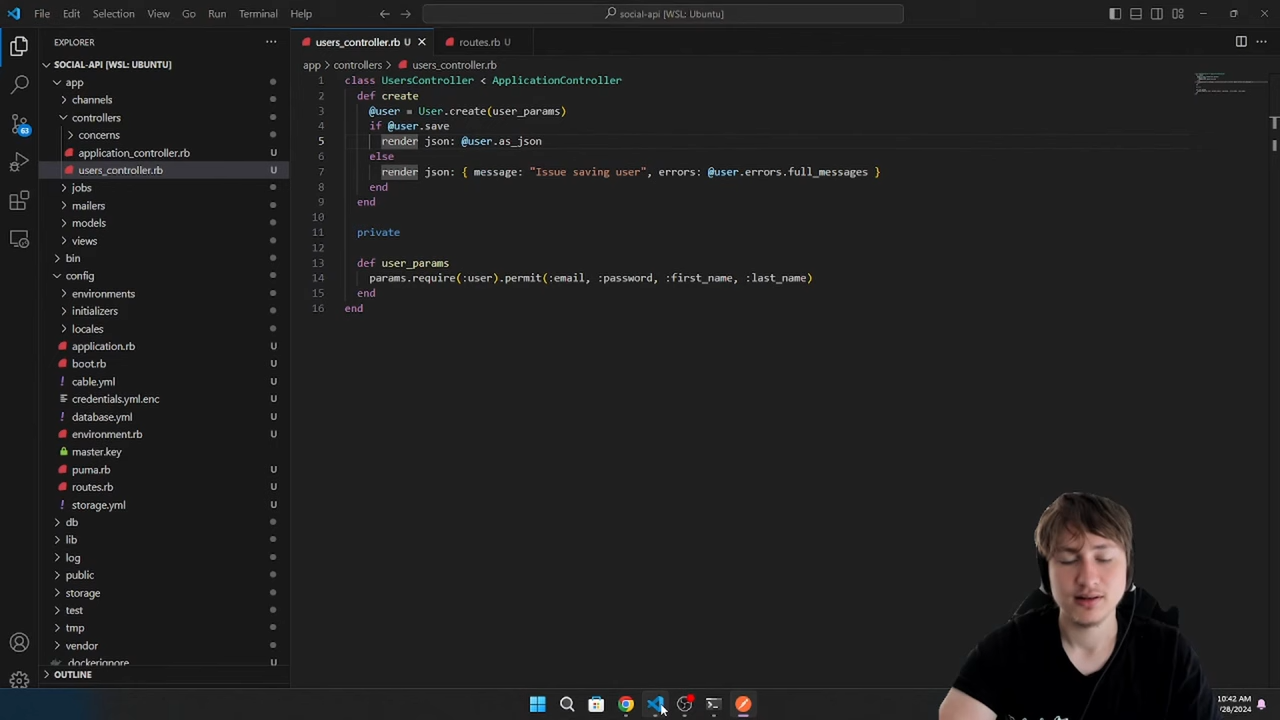 File Edit Selection View Go Run Terminal Help
social-api [WSL: Ubuntu]
EXPLORER
users_controller.rb U
routes.rb U
SOCIAL-API [WSL: UBUNTU]
app > controllers > users_controller.rb
app
channels
controllers
concerns
application_controller.rb U
users_controller.rb U
jobs
mailers
models
views
bin
config
environments
initializers
locales
application.rb U
boot.rb U
cable.yml U
credentials.yml.enc U
database.yml U
environment.rb U
master.key
puma.rb U
routes.rb U
storage.yml U
db
lib
log
public
storage
test
tmp
vendor
.dockerignore U
OUTLINE
63
1 class UsersController < ApplicationController
2 def create
3 @user = User.create(user_params)
4 if @user.save
5 render json: @user.as_json
6 else
7 render json: { message: "Issue saving user", errors: @user.errors.full_messages }
8 end
9 end
10
11 private
12
13 def user_params
14 params.require(:user).permit(:email, :password, :first_name, :last_name)
15 end
16 end
10:42 AM
/28/2024